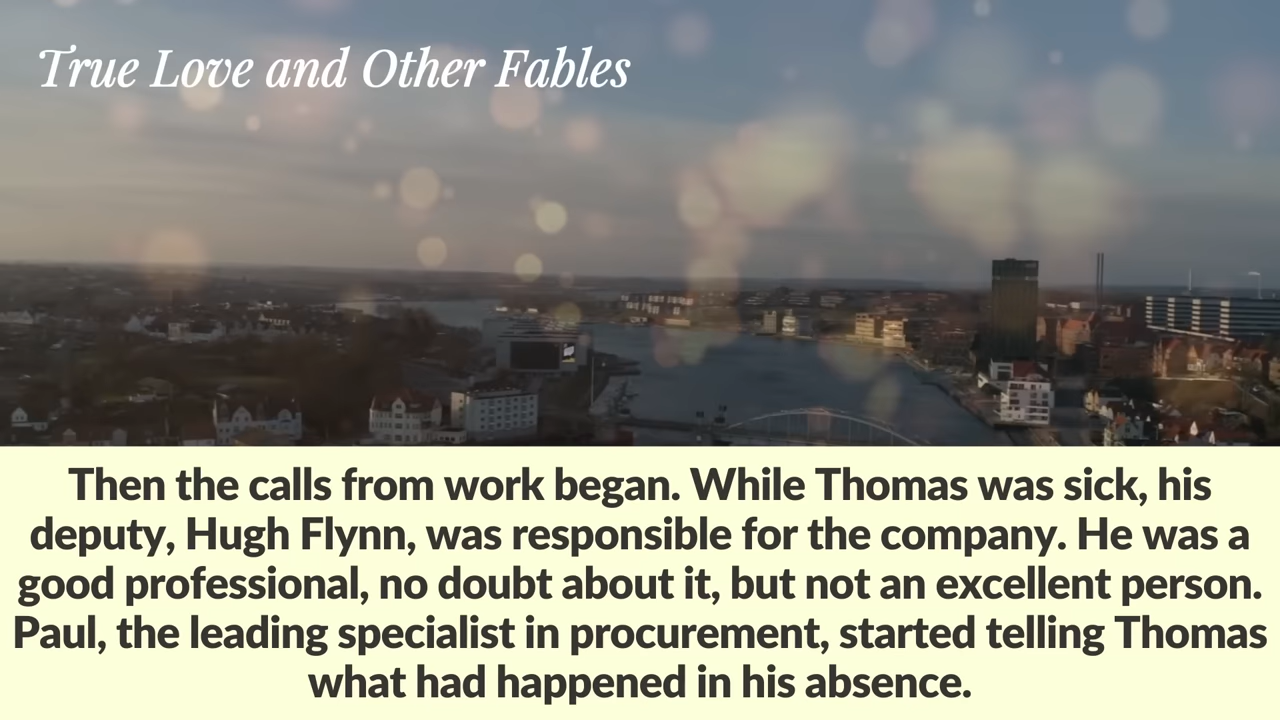 True Love and Other Fables
Then the calls from work began. While Thomas was sick, his
deputy, Hugh Flynn, was responsible for the company. He was a
good professional, no doubt about it, but not an excellent person.
Paul, the leading specialist in procurement, started telling Thomas
what had happened in his absence.